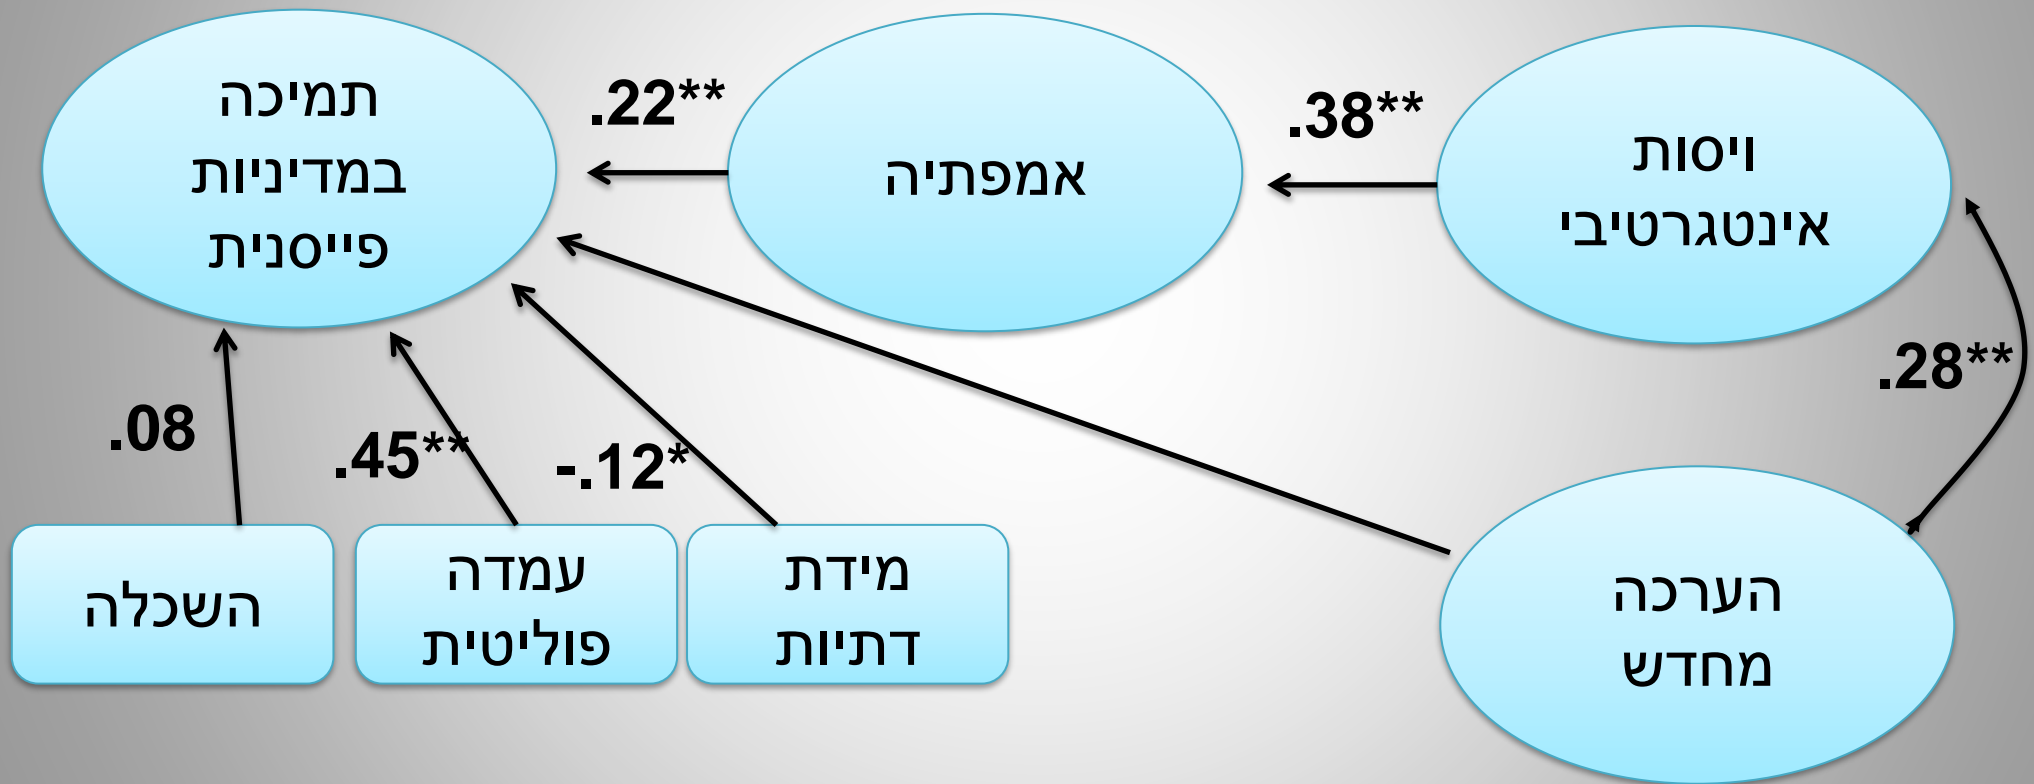 תמיכה
במדיניות
פייסנית
.22**
אמפתיה
.38**
ויסות
אינטגרטיבי
.28**
.08
.45**
-.12*
השכלה
עמדה
פוליטית
מידת
דתיות
הערכה
מחדש